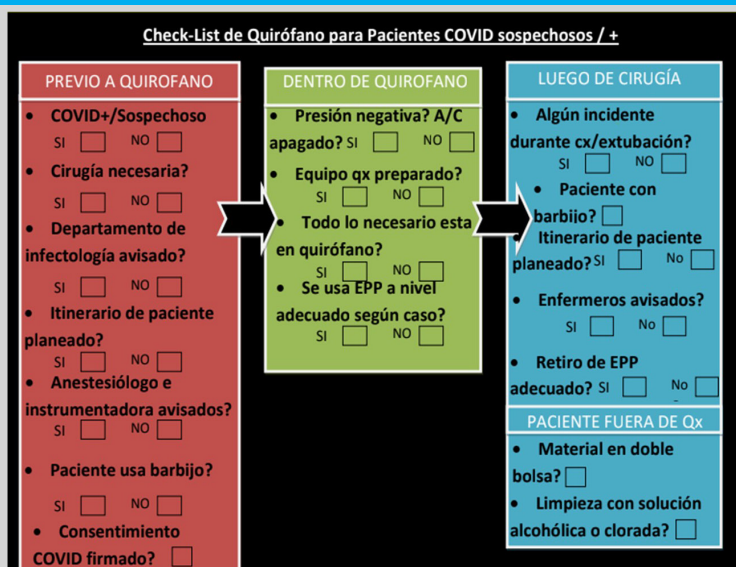 Check-List de Quirófano para Pacientes COVID sospechosos / +
PREVIO A QUIROFANO
• COVID+/Sospechoso
SI NO
• Cirugía necesaria?
SI NO
• Departamento de
infectología avisado?
SI NO
• Itinerario de paciente
planeado?
SI NO
• Anestesiólogo e
instrumentadora avisados?
SI NO
• Paciente usa barbijo?
SI NO
• Consentimiento
COVID firmado?
DENTRO DE QUIROFANO
• Presión negativa? A/C
apagado? SI NO
• Equipo qx preparado?
SI NO
• Todo lo necesario esta
en quirófano?
SI NO
• Se usa EPP a nivel
adecuado según caso?
SI NO
LUEGO DE CIRUGÍA
• Algún incidente
durante cx/extubación?
SI NO
• Paciente con
barbijo?
• Itinerario de paciente
planeado? SI No
• Enfermeros avisados?
SI No
• Retiro de EPP
adecuado? SI No
PACIENTE FUERA DE Qx
• Material en doble
bolsa?
• Limpieza con solución
alcohólica o clorada?